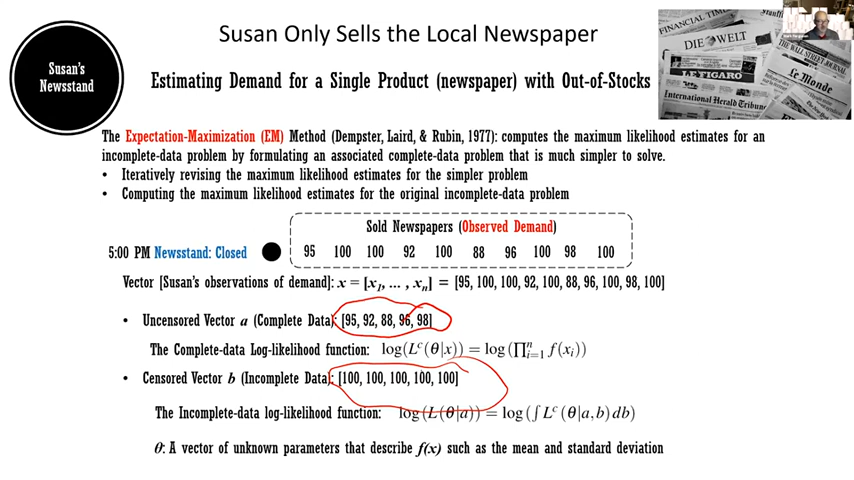 Susan Only Sells the Local Newspaper
Susan's
Newsstand
Estimating Demand for a Single Product (newspaper) with Out-of-Stocks
FINANCIAL TIMES
DIE WELT
LE FIGARO
International Herald Tribune
THE WALL STREET JOURNAL
Le Monde
The Expectation-Maximization (EM) Method (Dempster, Laird, & Rubin, 1977): computes the maximum likelihood estimates for an
incomplete-data problem by formulating an associated complete-data problem that is much simpler to solve.
• Iteratively revising the maximum likelihood estimates for the simpler problem
• Computing the maximum likelihood estimates for the original incomplete-data problem
Sold Newspapers (Observed Demand)
5:00 PM Newsstand: Closed 95 100 100 92 100 88 96 100 98 100
Vector [Susan's observations of demand]: x = [x₁, ... , xₙ] = [95, 100, 100, 92, 100, 88, 96, 100, 98, 100]
• Uncensored Vector a (Complete Data): [95, 92, 88, 96, 98]
The Complete-data Log-likelihood function: log(Lᶜ(θ|x)) = log(∏ⁿᵢ₌₁ f(xᵢ))
• Censored Vector b (Incomplete Data): [100, 100, 100, 100, 100]
The Incomplete-data log-likelihood function: log(L(θ|a)) = log(∫ Lᶜ(θ|a,b)db)
θ: A vector of unknown parameters that describe f(x) such as the mean and standard deviation